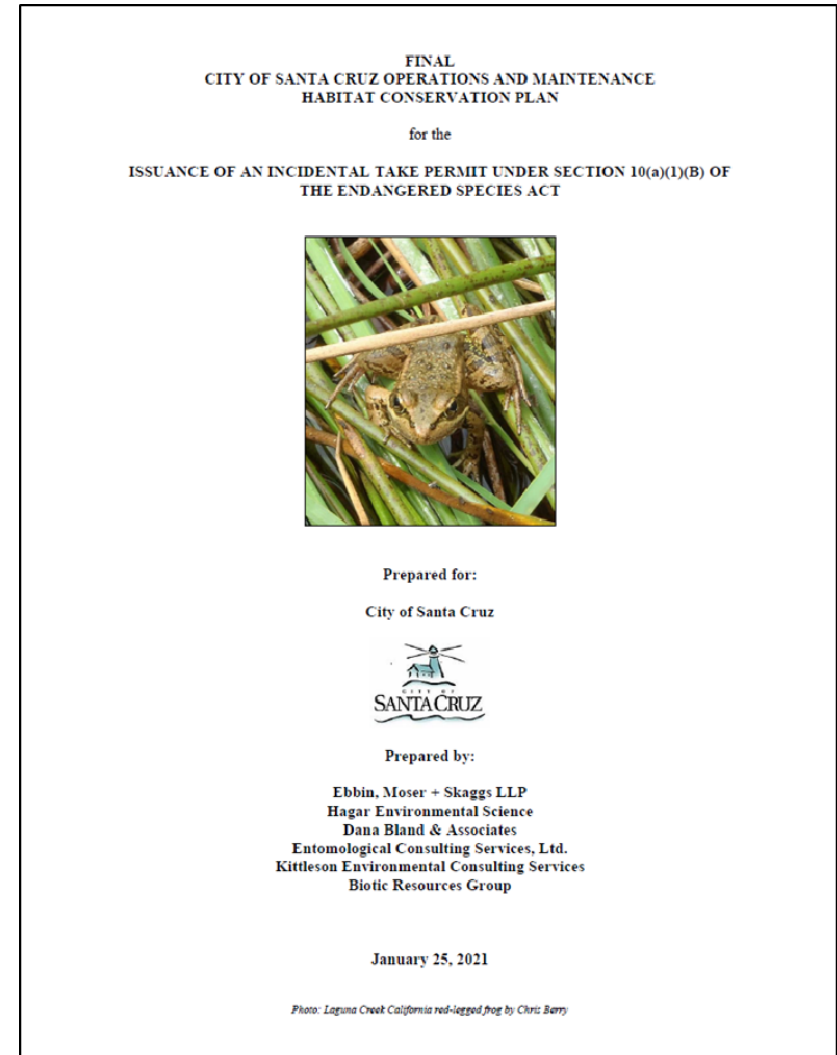 FINAL
CITY OF SANTA CRUZ OPERATIONS AND MAINTENANCE
HABITAT CONSERVATION PLAN
for the
ISSUANCE OF AN INCIDENTAL TAKE PERMIT UNDER SECTION 10(a)(1)(B) OF
THE ENDANGERED SPECIES ACT
Prepared for:
City of Santa Cruz
CITY OF
SANTA CRUZ
Prepared by:
Ebbin, Moser + Skaggs LLP
Hagar Environmental Science
Dana Bland & Associates
Entomological Consulting Services, Ltd.
Kittleson Environmental Consulting Services
Biotic Resources Group
January 25, 2021
Photo: Laguna Creek California red-legged frog by Chris Berry